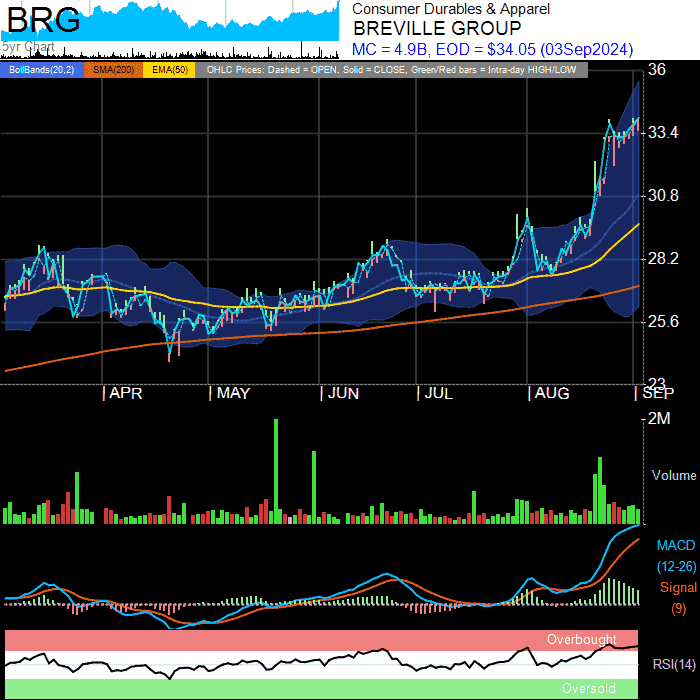 BRG
5yr Chart
Consumer Durables & Apparel
BREVILLE GROUP
MC = 4.9B, EOD = $34.05 (03Sep2024)
BollBands(20,2) SMA(200) EMA(50) OHLC Prices: Dashed = OPEN, Solid = CLOSE, Green/Red bars = Intra-day HIGH/LOW
36
33.4
30.8
28.2
25.6
23
| APR | MAY | JUN | JUL | AUG | SEP
2M
Volume
MACD
(12-26)
Signal
(9)
Overbought
RSI(14)
Oversold